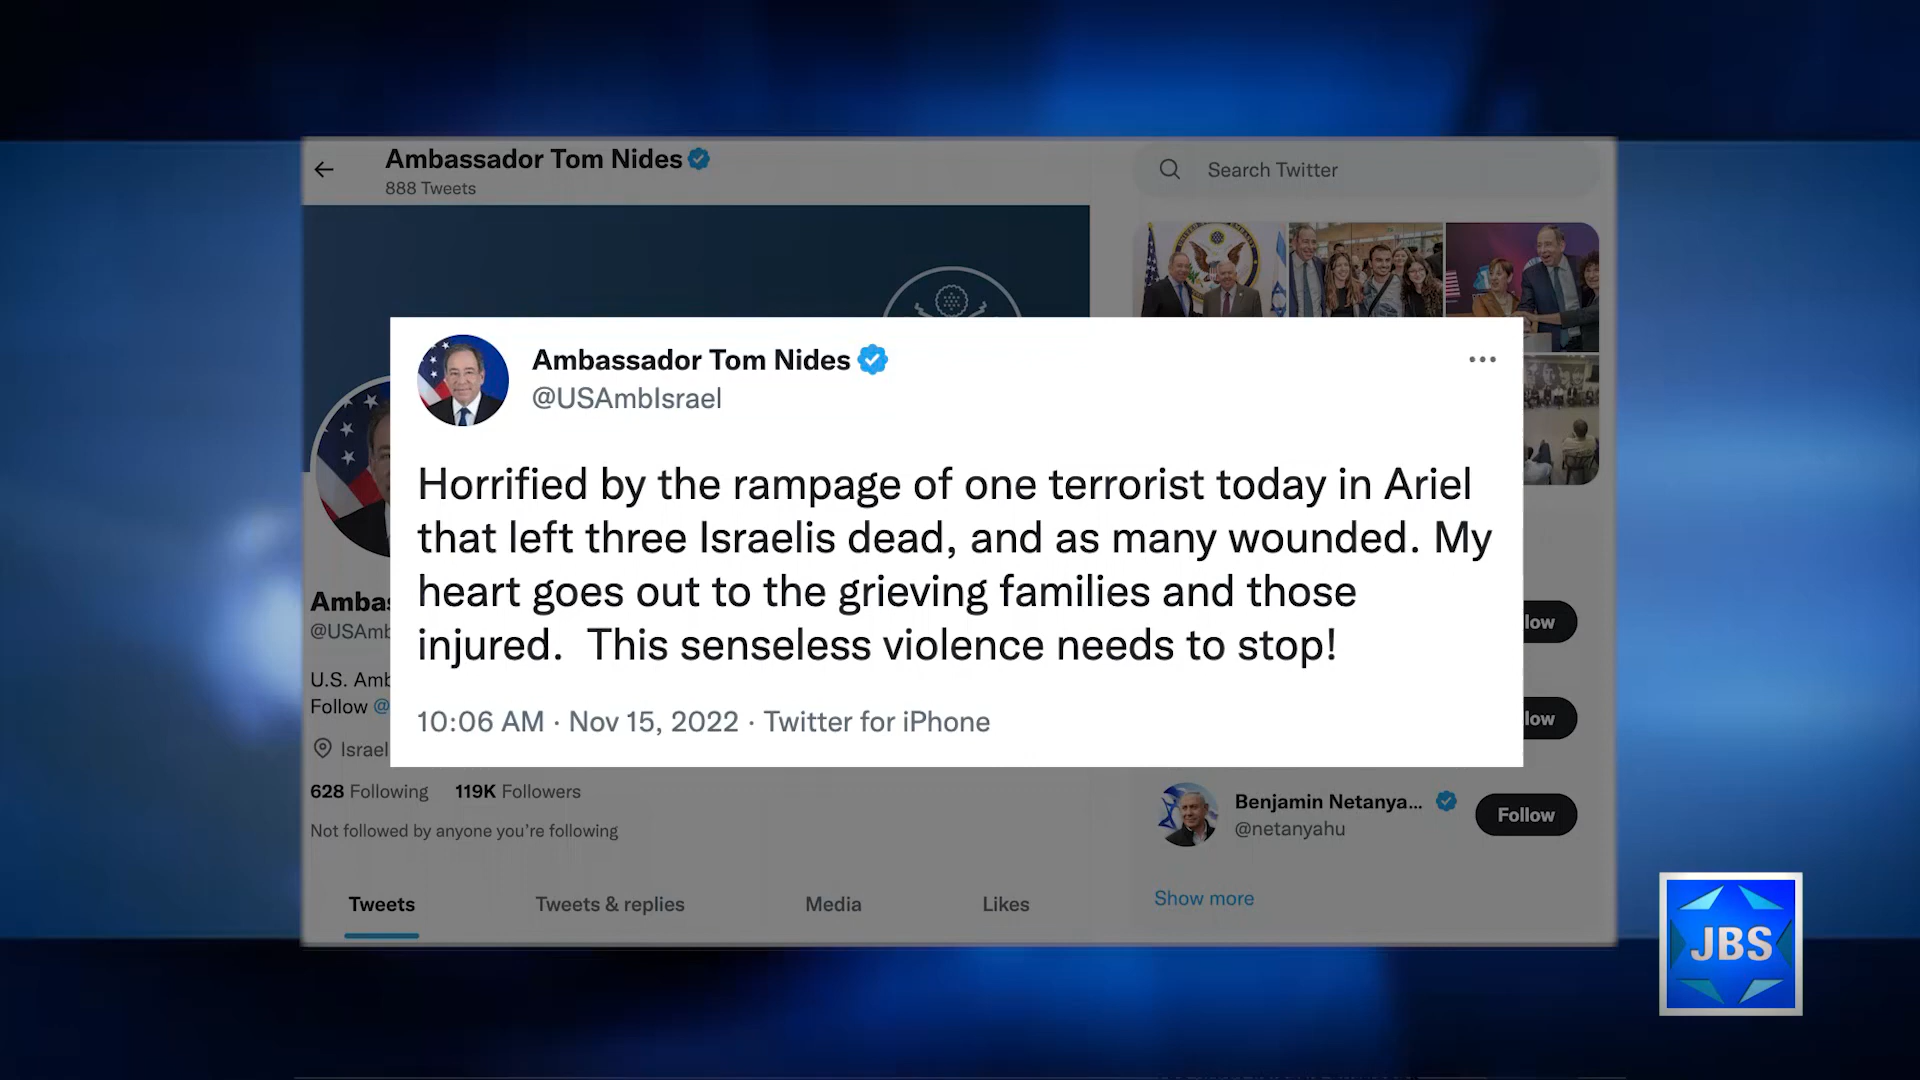 Ambassador Tom Nides
888 Tweets
Search Twitter
Ambassador Tom Nides
@USAmbIsrael
Horrified by the rampage of one terrorist today in Ariel
that left three Israelis dead, and as many wounded. My
heart goes out to the grieving families and those
injured.  This senseless violence needs to stop!
10:06 AM · Nov 15, 2022 · Twitter for iPhone
Ambas
@USAmb
U.S. Amb
Follow @
Israel
628 Following 119K Followers
Not followed by anyone you're following
Tweets Tweets & replies Media Likes
low
low
Benjamin Netanya...
@netanyahu
Follow
Show more
JBS